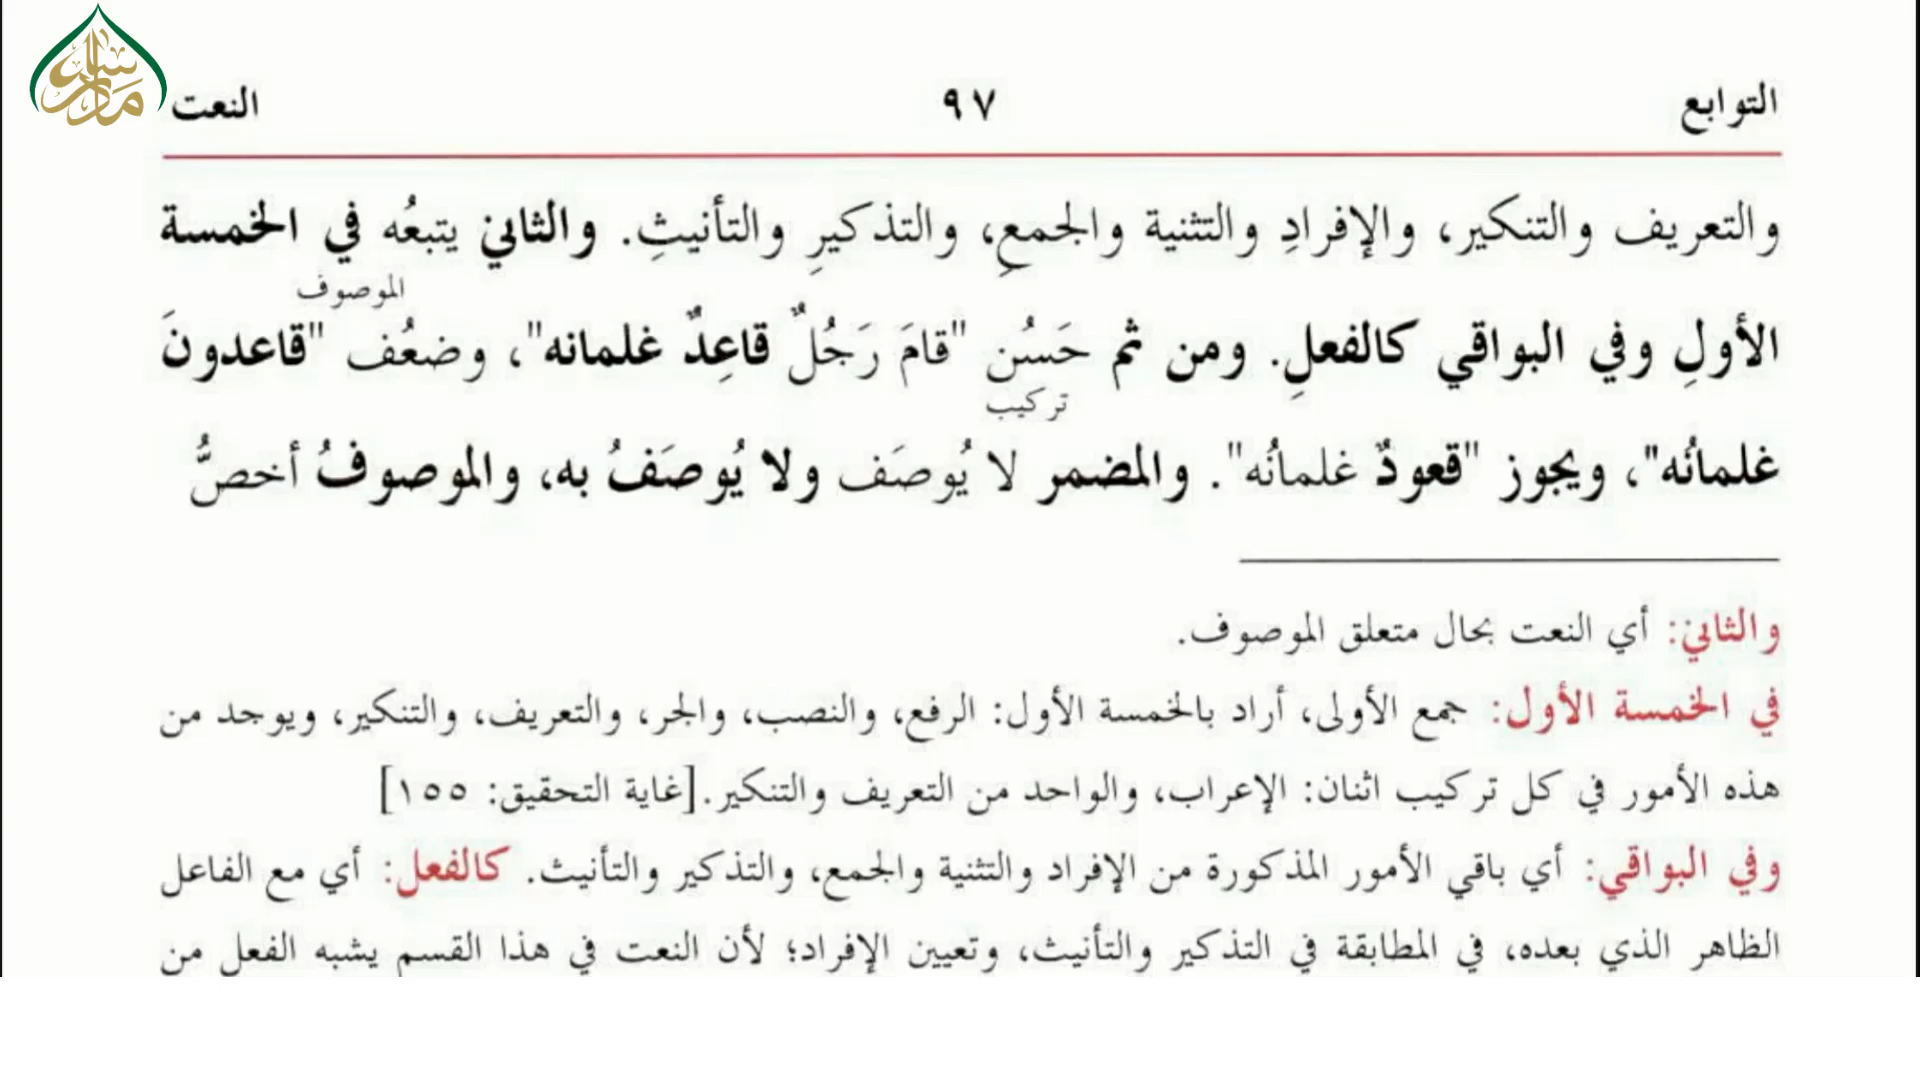 مدارس
التوابع ٩٧ النعت
والتعريف والتنكير، والإفرادِ والتثنية والجمعِ، والتذكيرِ والتأنيثِ. والثاني يتبعُه في الخمسة
الموصوف
الأولِ وفي البواقي كالفعلِ. ومن ثم حَسُن "قامَ رَجُلٌ قاعِدٌ غلمانه"، وضعُف "قاعدونَ
تركيب
غلمانُه"، ويجوز "قعودٌ غلمانُه". والمضمر لا يُوصَف ولا يُوصَفُ به، والموصوفُ أخصُّ
والثاني: أي النعت بحال متعلق الموصوف.
في الخمسة الأول: جمع الأولى، أراد بالخمسة الأول: الرفع، والنصب، والجر، والتعريف، والتنكير، ويوجد من
هذه الأمور في كل تركيب اثنان: الإعراب، والواحد من التعريف والتنكير.[غاية التحقيق: ١٥٥]
وفي البواقي: أي باقي الأمور المذكورة من الإفراد والتثنية والجمع، والتذكير والتأنيث. كالفعل: أي مع الفاعل
الظاهر الذي بعده، في المطابقة في التذكير والتأنيث، وتعيين الإفراد؛ لأن النعت في هذا القسم يشبه الفعل من